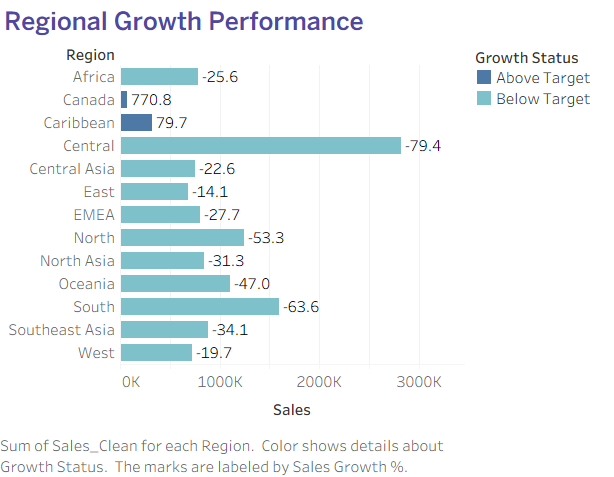 Regional Growth Performance
Region
Growth Status
Above Target
Below Target
Africa -25.6
Canada 770.8
Caribbean 79.7
Central -79.4
Central Asia -22.6
East -14.1
EMEA -27.7
North -53.3
North Asia -31.3
Oceania -47.0
South -63.6
Southeast Asia -34.1
West -19.7
0K 1000K 2000K 3000K
Sales
Sum of Sales_Clean for each Region.  Color shows details about
Growth Status.  The marks are labeled by Sales Growth %.